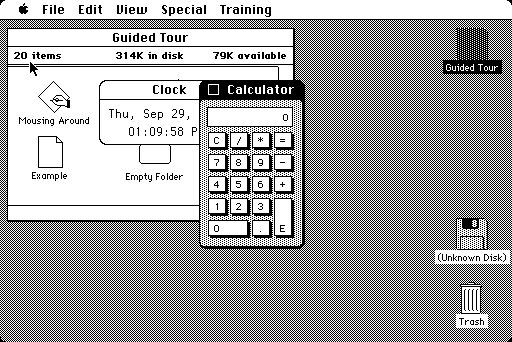 File Edit View Special Training
Guided Tour
20 items 314K in disk 79K available
Mousing Around
Example
Empty Folder
Clock
Thu, Sep 29,
01:09:58 P
Calculator
0
C / * =
7 8 9 -
4 5 6 +
1 2 3
0 . E
Guided Tour
(Unknown Disk)
Trash